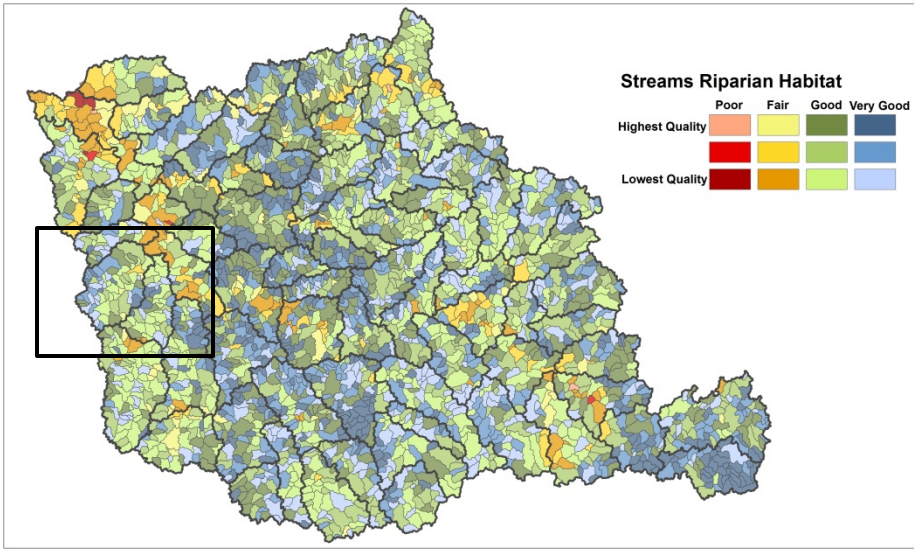 Streams Riparian Habitat
Poor Fair Good Very Good
Highest Quality
Lowest Quality